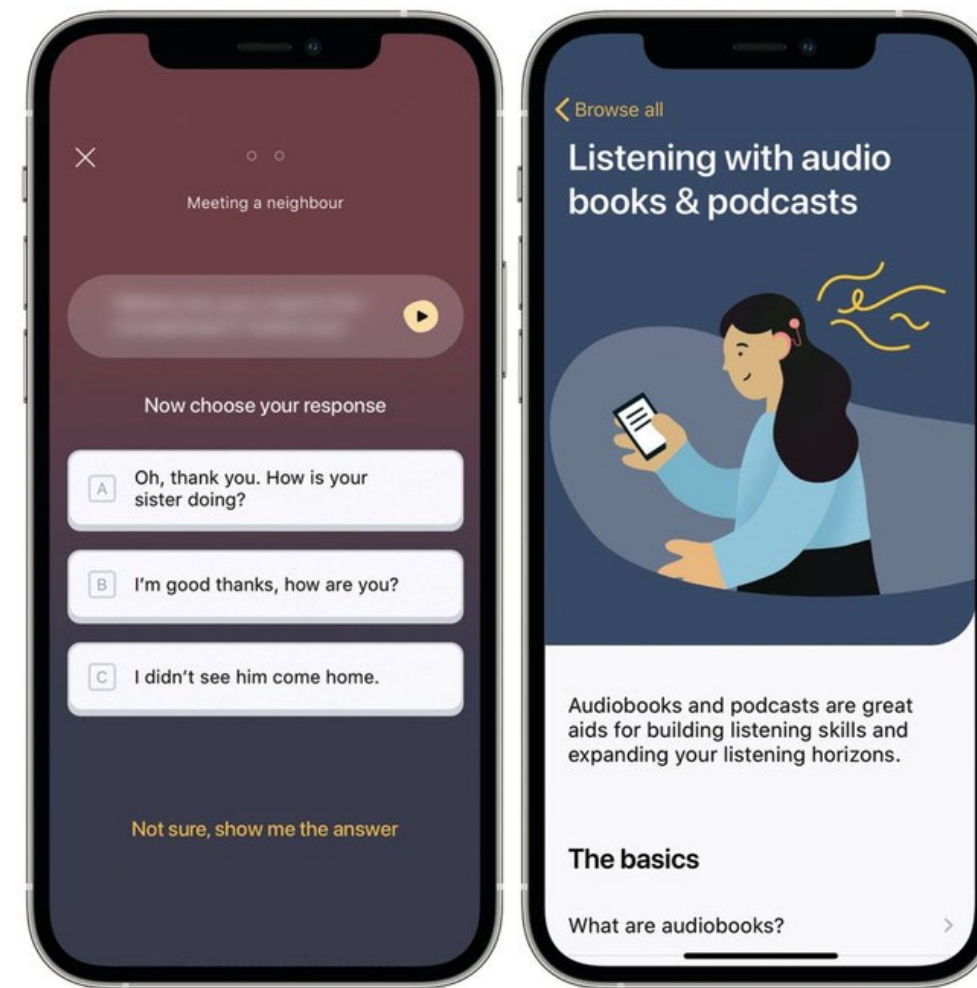 Meeting a neighbour
Now choose your response
A
Oh, thank you. How is your
sister doing?
B
I'm good thanks, how are you?
C
I didn't see him come home.
Not sure, show me the answer
Browse all
Listening with audio
books & podcasts
Audiobooks and podcasts are great
aids for building listening skills and
expanding your listening horizons.
The basics
What are audiobooks?